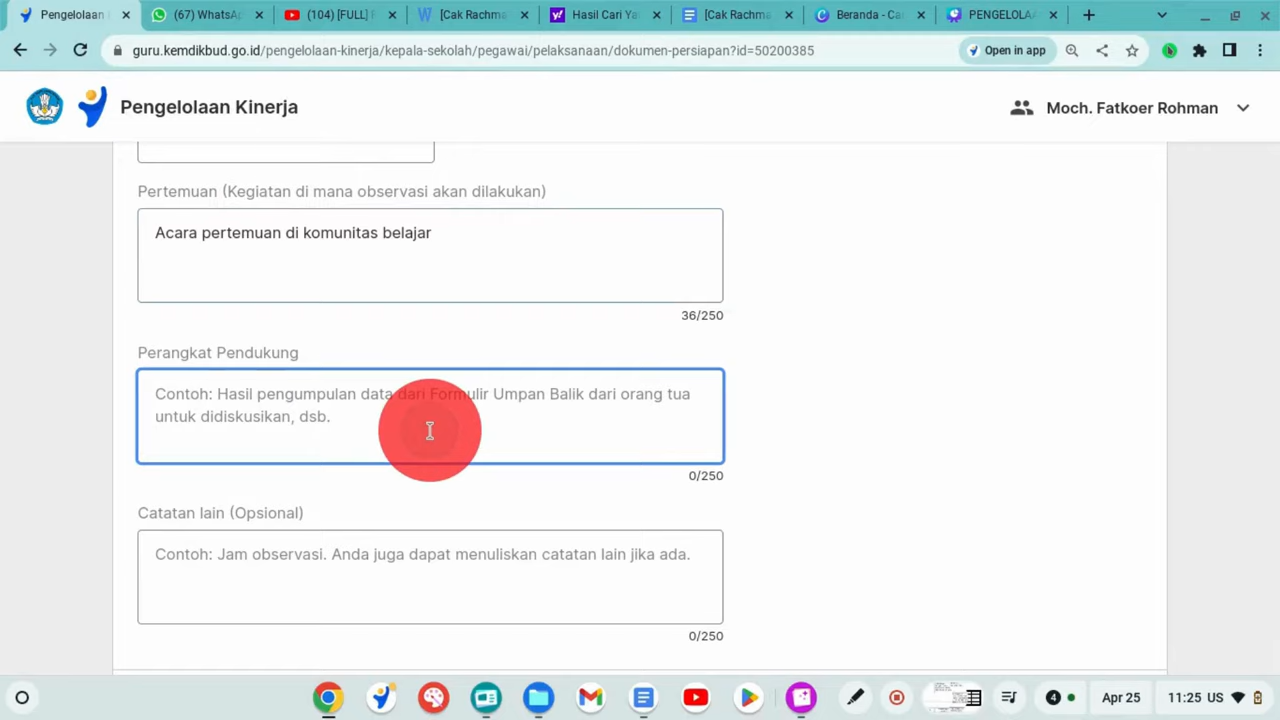 Pengelolaan K
(67) WhatsAp
(104) [FULL] F
[Cak Rachma
Hasil Cari Ya
[Cak Rachma
Beranda - Ca
PENGELOLA
guru.kemdikbud.go.id/pengelolaan-kinerja/kepala-sekolah/pegawai/pelaksanaan/dokumen-persiapan?id=50200385
Open in app
Pengelolaan Kinerja
Moch. Fatkoer Rohman
Pertemuan (Kegiatan di mana observasi akan dilakukan)
Acara pertemuan di komunitas belajar
36/250
Perangkat Pendukung
Contoh: Hasil pengumpulan data dari Formulir Umpan Balik dari orang tua
untuk didiskusikan, dsb.
0/250
Catatan lain (Opsional)
Contoh: Jam observasi. Anda juga dapat menuliskan catatan lain jika ada.
0/250
4
Apr 25
11:25 US